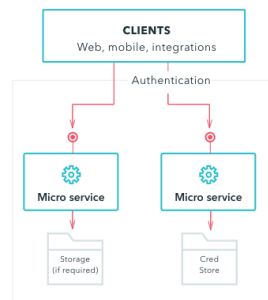 CLIENTS
Web, mobile, integrations
Authentication
Micro service
Micro service
Storage
(if required)
Cred
Store